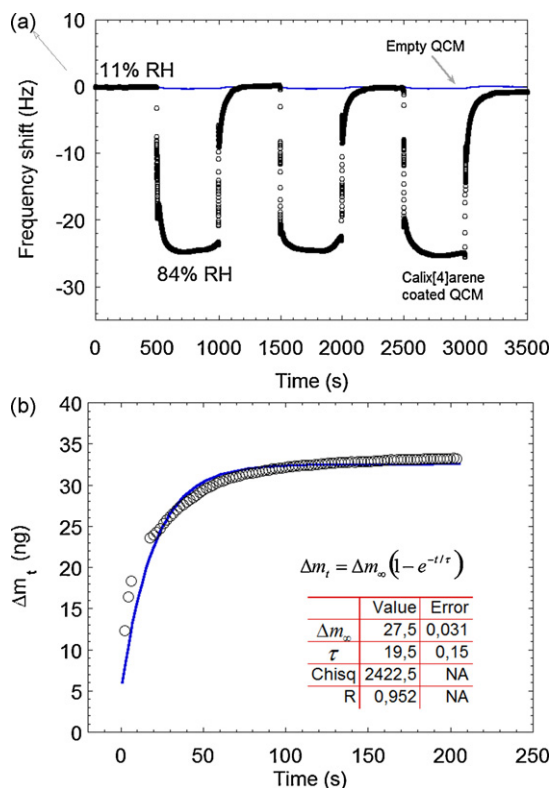 (a)
10
0
-10
-20
-30
Frequency shift (Hz)
11% RH
Empty QCM
84% RH
Calix[4]arene
coated QCM
0 500 1000 1500 2000 2500 3000 3500
Time (s)
(b)
40
35
30
25
20
15
10
5
0
Δm_t (ng)
Δm_t = Δm_∞ (1 − e^{−t/τ})
Value Error
Δm_∞ 27,5 0,031
τ 19,5 0,15
Chisq 2422,5 NA
R 0,952 NA
0 50 100 150 200 250
Time (s)